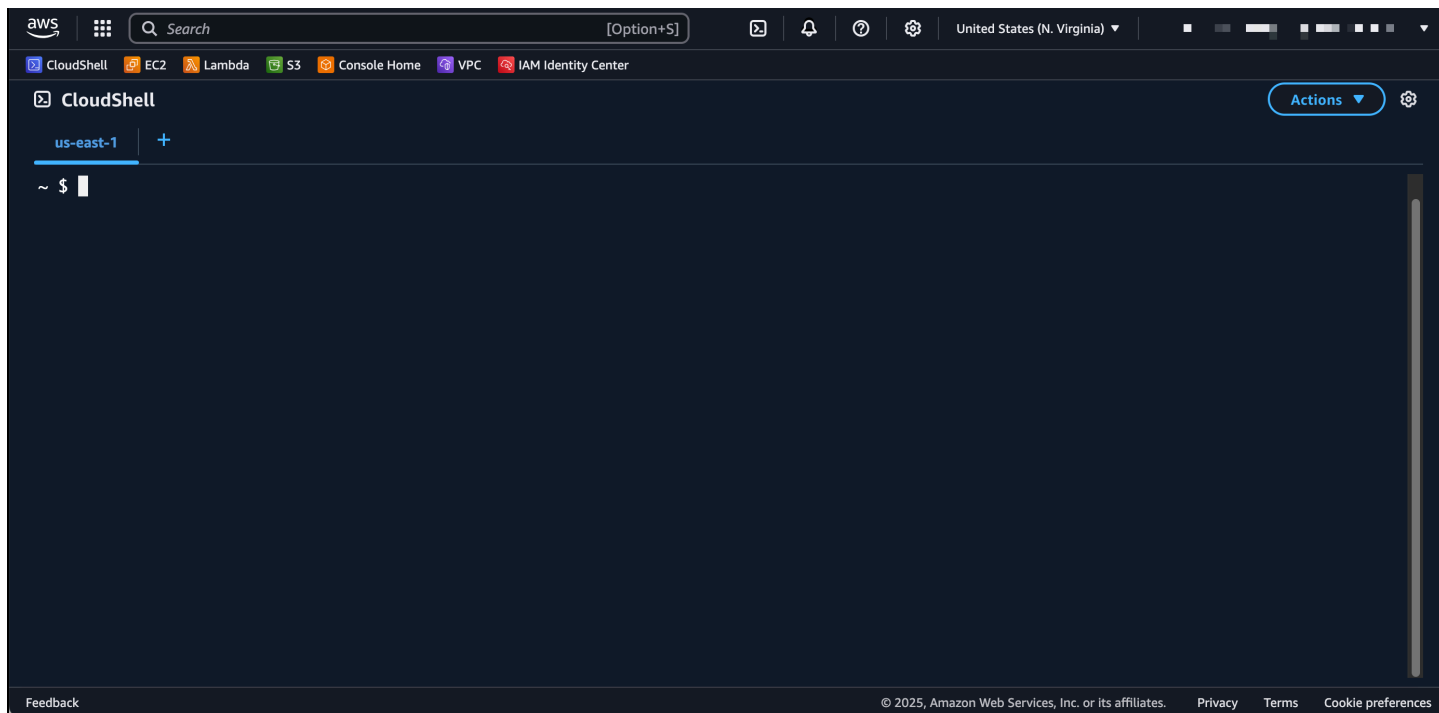 aws Search [Option+S] United States (N. Virginia)
CloudShell EC2 Lambda S3 Console Home VPC IAM Identity Center
CloudShell Actions
us-east-1 +
~ $
Feedback © 2025, Amazon Web Services, Inc. or its affiliates. Privacy Terms Cookie preferences